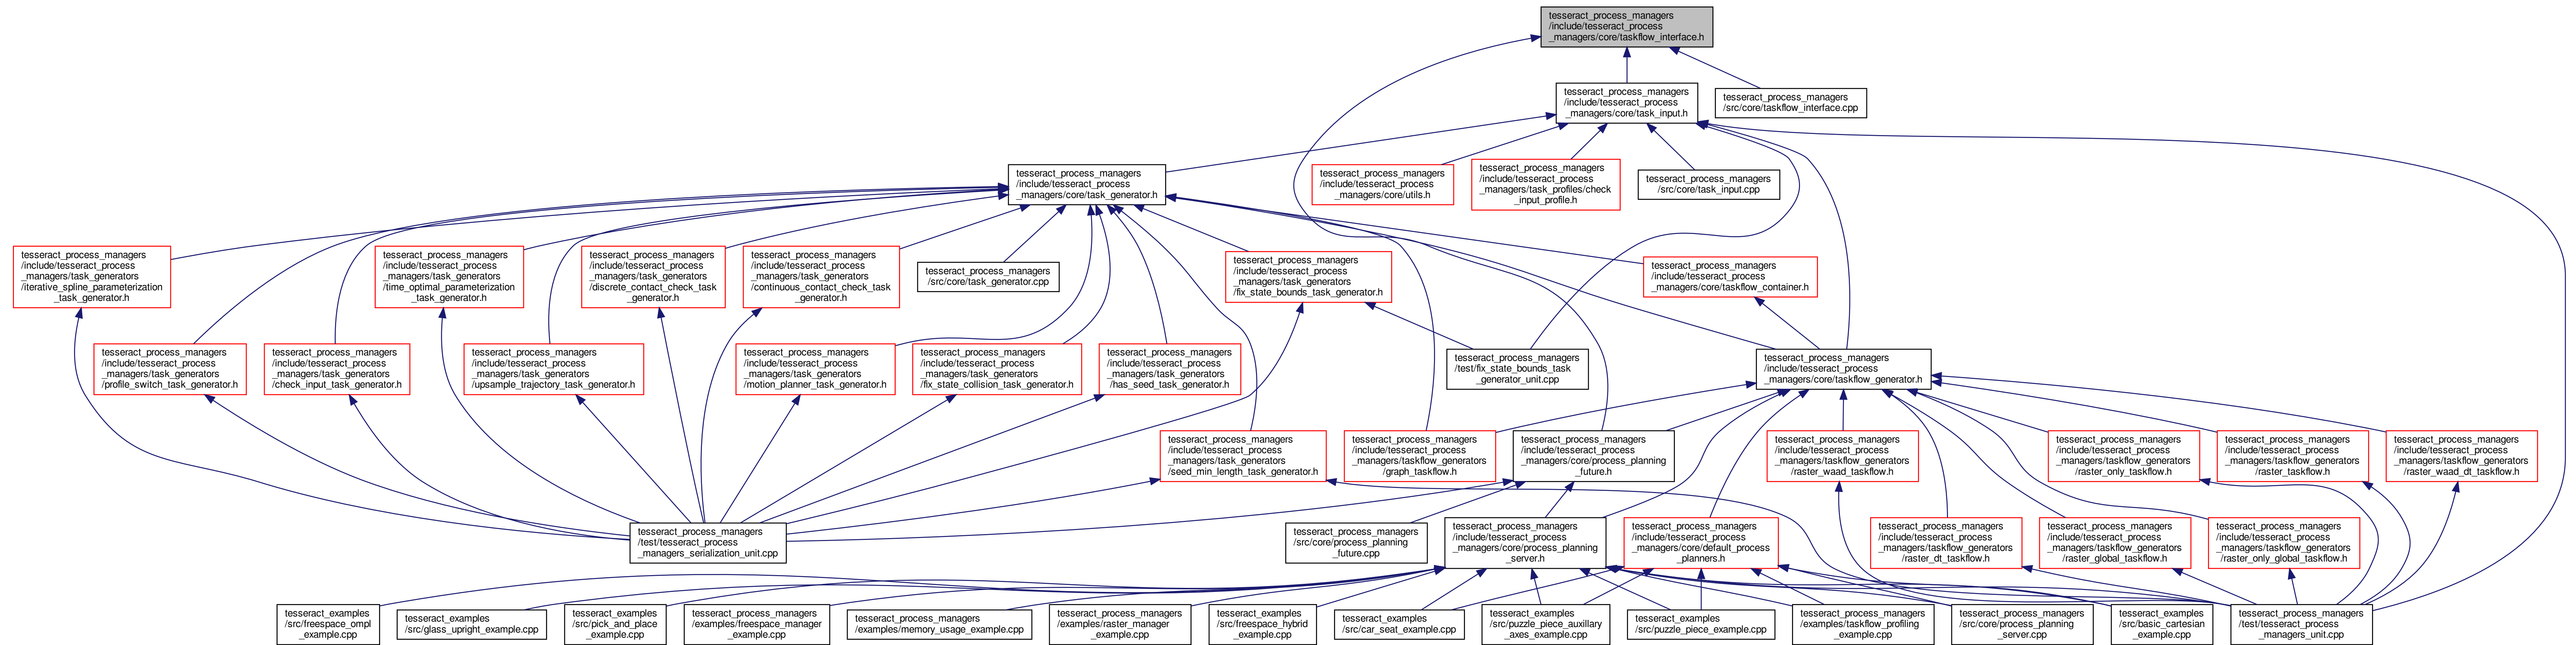 tesseract_process_managers
/include/tesseract_process
_managers/core/taskflow_interface.h
tesseract_process_managers
/include/tesseract_process
_managers/core/task_input.h
tesseract_process_managers
/src/core/taskflow_interface.cpp
tesseract_process_managers
/include/tesseract_process
_managers/core/task_generator.h
tesseract_process_managers
/include/tesseract_process
_managers/core/utils.h
tesseract_process_managers
/include/tesseract_process
_managers/task_profiles/check
_input_profile.h
tesseract_process_managers
/src/core/task_input.cpp
tesseract_process_managers
/include/tesseract_process
_managers/task_generators
/iterative_spline_parameterization
_task_generator.h
tesseract_process_managers
/include/tesseract_process
_managers/task_generators
/time_optimal_parameterization
_task_generator.h
tesseract_process_managers
/include/tesseract_process
_managers/task_generators
/discrete_contact_check_task
_generator.h
tesseract_process_managers
/include/tesseract_process
_managers/task_generators
/continuous_contact_check_task
_generator.h
tesseract_process_managers
/src/core/task_generator.cpp
tesseract_process_managers
/include/tesseract_process
_managers/task_generators
/fix_state_bounds_task_generator.h
tesseract_process_managers
/include/tesseract_process
_managers/core/taskflow_container.h
tesseract_process_managers
/include/tesseract_process
_managers/task_generators
/profile_switch_task_generator.h
tesseract_process_managers
/include/tesseract_process
_managers/task_generators
/check_input_task_generator.h
tesseract_process_managers
/include/tesseract_process
_managers/task_generators
/upsample_trajectory_task_generator.h
tesseract_process_managers
/include/tesseract_process
_managers/task_generators
/motion_planner_task_generator.h
tesseract_process_managers
/include/tesseract_process
_managers/task_generators
/fix_state_collision_task_generator.h
tesseract_process_managers
/include/tesseract_process
_managers/task_generators
/has_seed_task_generator.h
tesseract_process_managers
/test/fix_state_bounds_task
_generator_unit.cpp
tesseract_process_managers
/include/tesseract_process
_managers/core/taskflow_generator.h
tesseract_process_managers
/include/tesseract_process
_managers/task_generators
/seed_min_length_task_generator.h
tesseract_process_managers
/include/tesseract_process
_managers/taskflow_generators
/graph_taskflow.h
tesseract_process_managers
/include/tesseract_process
_managers/core/process_planning
_future.h
tesseract_process_managers
/include/tesseract_process
_managers/taskflow_generators
/raster_waad_taskflow.h
tesseract_process_managers
/include/tesseract_process
_managers/taskflow_generators
/raster_only_taskflow.h
tesseract_process_managers
/include/tesseract_process
_managers/taskflow_generators
/raster_taskflow.h
tesseract_process_managers
/include/tesseract_process
_managers/taskflow_generators
/raster_waad_dt_taskflow.h
tesseract_process_managers
/test/tesseract_process
_managers_serialization_unit.cpp
tesseract_process_managers
/src/core/process_planning
_future.cpp
tesseract_process_managers
/include/tesseract_process
_managers/core/process_planning
_server.h
tesseract_process_managers
/include/tesseract_process
_managers/core/default_process
_planners.h
tesseract_process_managers
/include/tesseract_process
_managers/taskflow_generators
/raster_dt_taskflow.h
tesseract_process_managers
/include/tesseract_process
_managers/taskflow_generators
/raster_global_taskflow.h
tesseract_process_managers
/include/tesseract_process
_managers/taskflow_generators
/raster_only_global_taskflow.h
tesseract_examples
/src/freespace_ompl
_example.cpp
tesseract_examples
/src/glass_upright_example.cpp
tesseract_examples
/src/pick_and_place
_example.cpp
tesseract_process_managers
/examples/freespace_manager
_example.cpp
tesseract_process_managers
/examples/memory_usage_example.cpp
tesseract_process_managers
/examples/raster_manager
_example.cpp
tesseract_examples
/src/freespace_hybrid
_example.cpp
tesseract_examples
/src/car_seat_example.cpp
tesseract_examples
/src/puzzle_piece_auxillary
_axes_example.cpp
tesseract_examples
/src/puzzle_piece_example.cpp
tesseract_process_managers
/examples/taskflow_profiling
_example.cpp
tesseract_process_managers
/src/core/process_planning
_server.cpp
tesseract_examples
/src/basic_cartesian
_example.cpp
tesseract_process_managers
/test/tesseract_process
_managers_unit.cpp